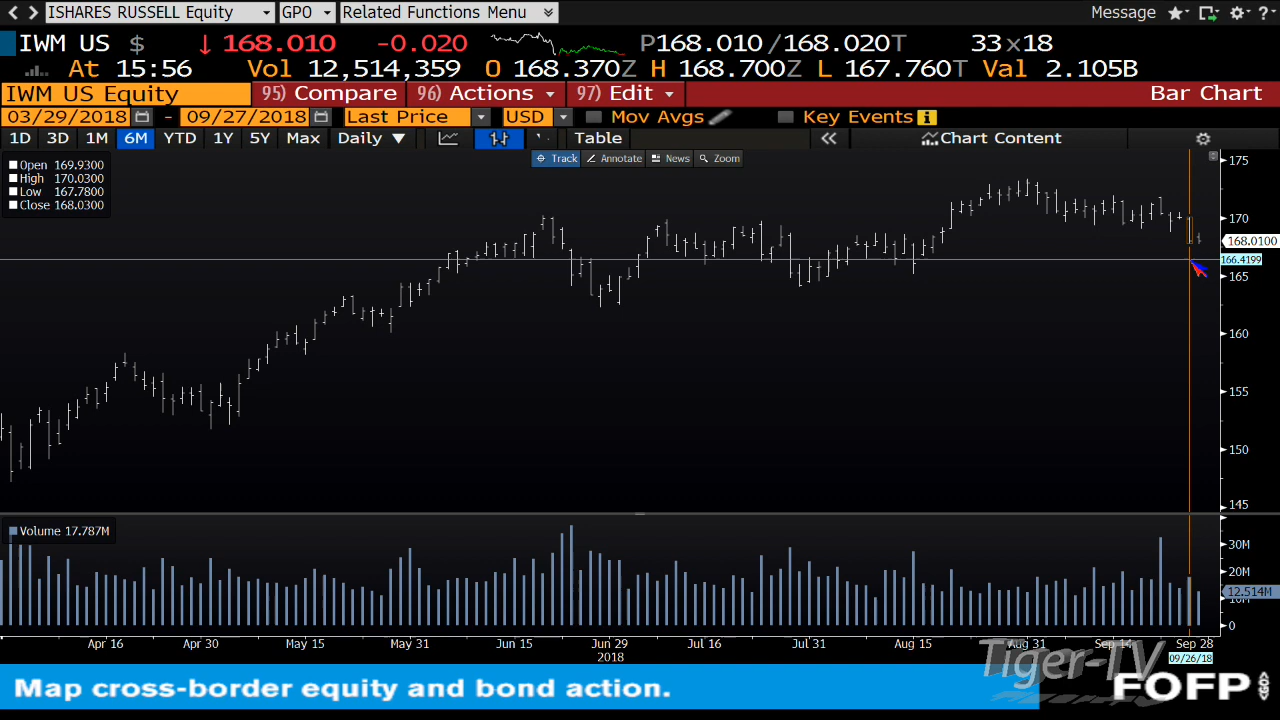 ISHARES RUSSELL Equity GPO Related Functions Menu Message ?
IWM US $ ↓ 168.010 -0.020 P168.010 /168.020T 33x18
At 15:56 Vol 12,514,359 O 168.370Z H 168.700Z L 167.760T Val 2.105B
IWM US Equity 95) Compare 96) Actions 97) Edit Bar Chart
03/29/2018 - 09/27/2018 Last Price USD Mov Avgs Key Events i
1D 3D 1M 6M YTD 1Y 5Y Max Daily ▼ Table « Chart Content
Track Annotate News Zoom
Open 169.9300
High 170.0300
Low 167.7800
Close 168.0300
175
170
168.0100
166.4199
165
160
155
150
145
Volume 17.787M
30M
20M
12.514M
10M
0
Apr 16 Apr 30 May 15 May 31 Jun 15 Jun 29 Jul 16 Jul 31 Aug 15 Aug 31 Sep 14 Sep 28
2018
09/26/18
Tiger-TV
Map cross-border equity and bond action.
FOFP <GO>